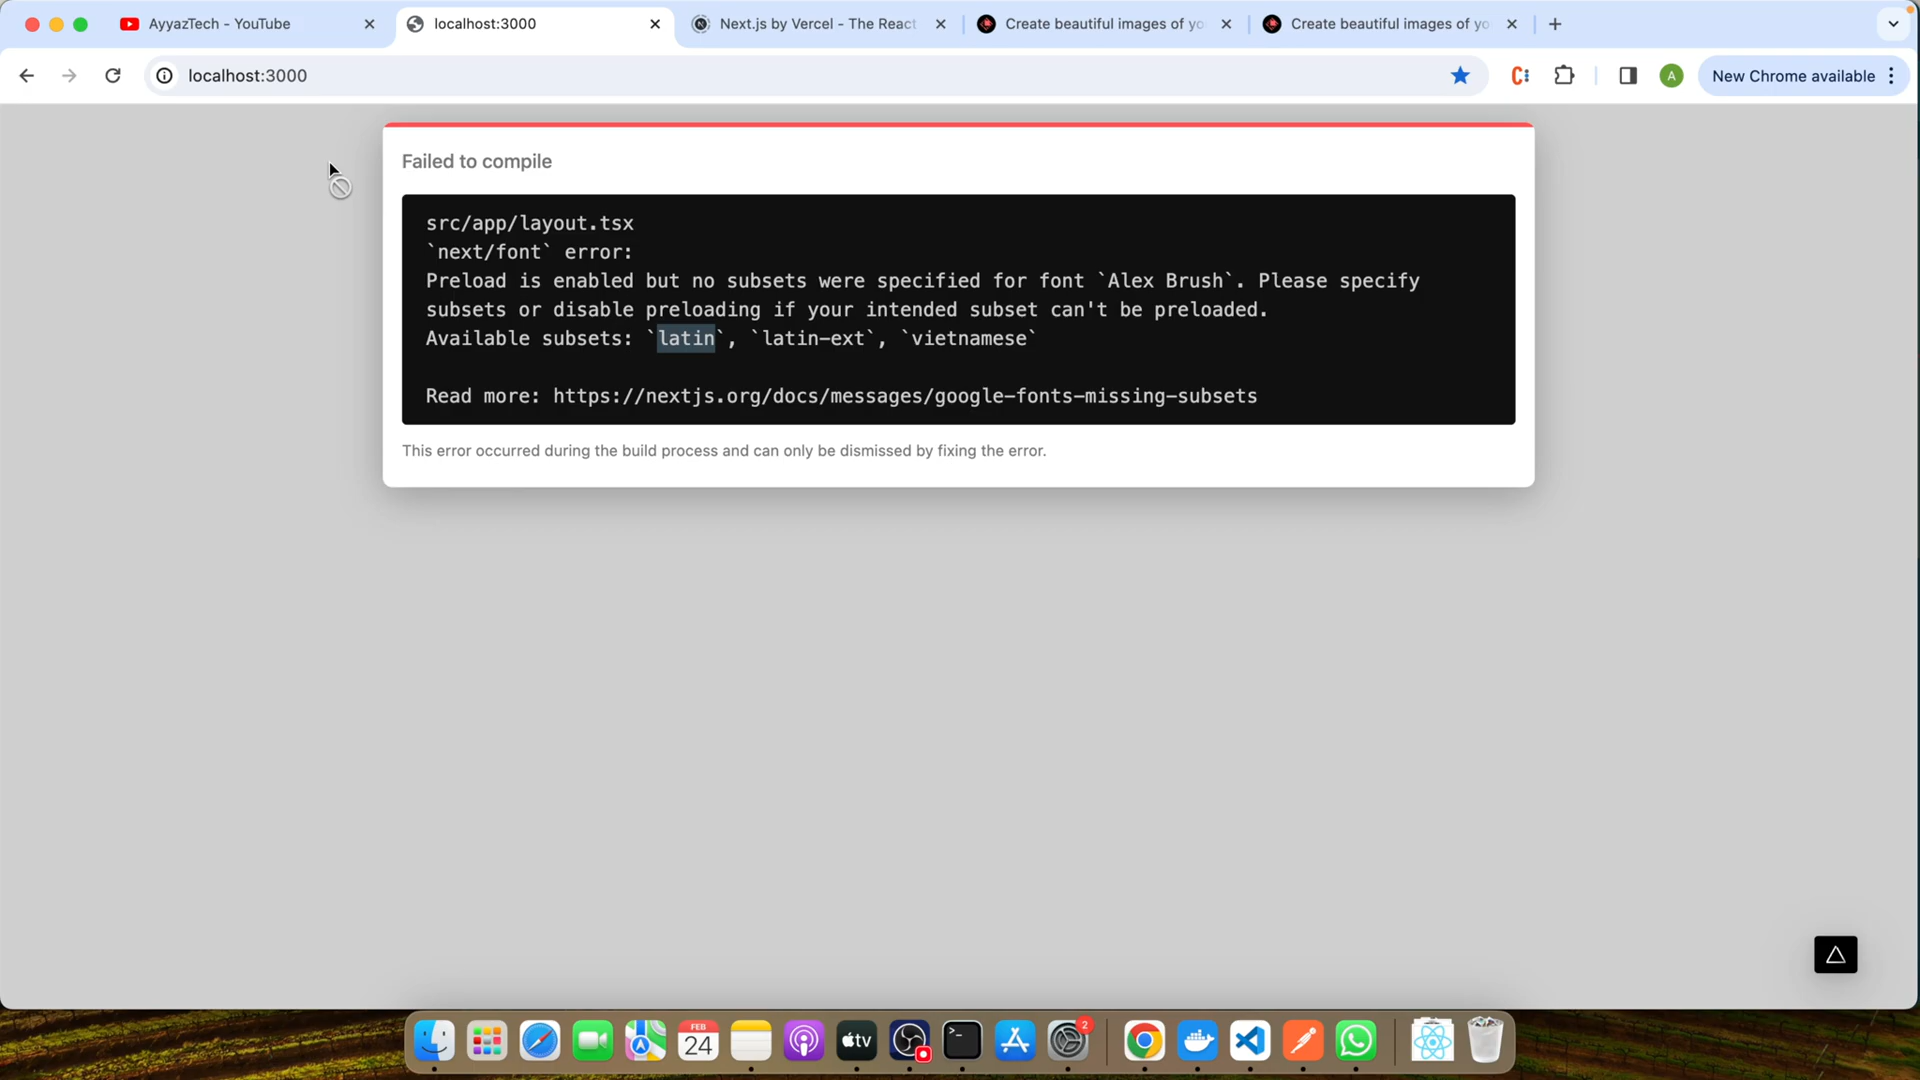 AyyazTech - YouTube
localhost:3000
Next.js by Vercel - The React
Create beautiful images of yo
Create beautiful images of yo
localhost:3000
A
New Chrome available
Failed to compile
src/app/layout.tsx
`next/font` error:
Preload is enabled but no subsets were specified for font `Alex Brush`. Please specify
subsets or disable preloading if your intended subset can't be preloaded.
Available subsets: `latin`, `latin-ext`, `vietnamese`
Read more: https://nextjs.org/docs/messages/google-fonts-missing-subsets
This error occurred during the build process and can only be dismissed by fixing the error.
FEB
24
tv
2